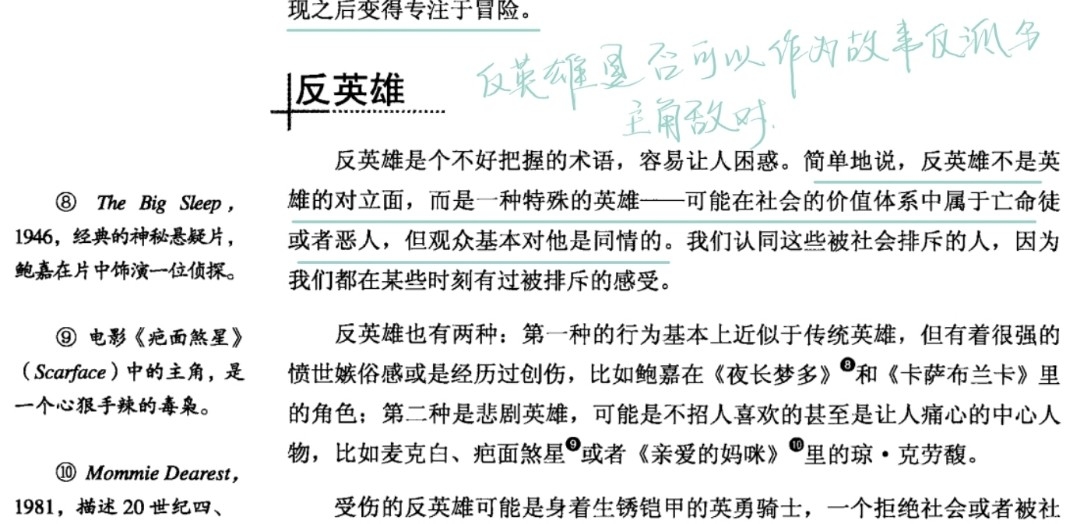 现之后变得专注于冒险。
反英雄是否可以作为故事反派与
主角敌对.
反英雄
反英雄是个不好把握的术语，容易让人困惑。简单地说，反英雄不是英
雄的对立面，而是一种特殊的英雄——可能在社会的价值体系中属于亡命徒
或者恶人，但观众基本对他是同情的。我们认同这些被社会排斥的人，因为
我们都在某些时刻有过被排斥的感受。
反英雄也有两种：第一种的行为基本上近似于传统英雄，但有着很强的
愤世嫉俗感或是经历过创伤，比如鲍嘉在《夜长梦多》❽和《卡萨布兰卡》里
的角色；第二种是悲剧英雄，可能是不招人喜欢的甚至是让人痛心的中心人
物，比如麦克白、疤面煞星❾或者《亲爱的妈咪》❿里的琼·克劳馥。
受伤的反英雄可能是身着生锈铠甲的英勇骑士，一个拒绝社会或者被社
⑧ The Big Sleep，
1946，经典的神秘悬疑片，
鲍嘉在片中饰演一位侦探。
⑨ 电影《疤面煞星》
（Scarface）中的主角，是
一个心狠手辣的毒枭。
⑩ Mommie Dearest，
1981，描述 20 世纪四、